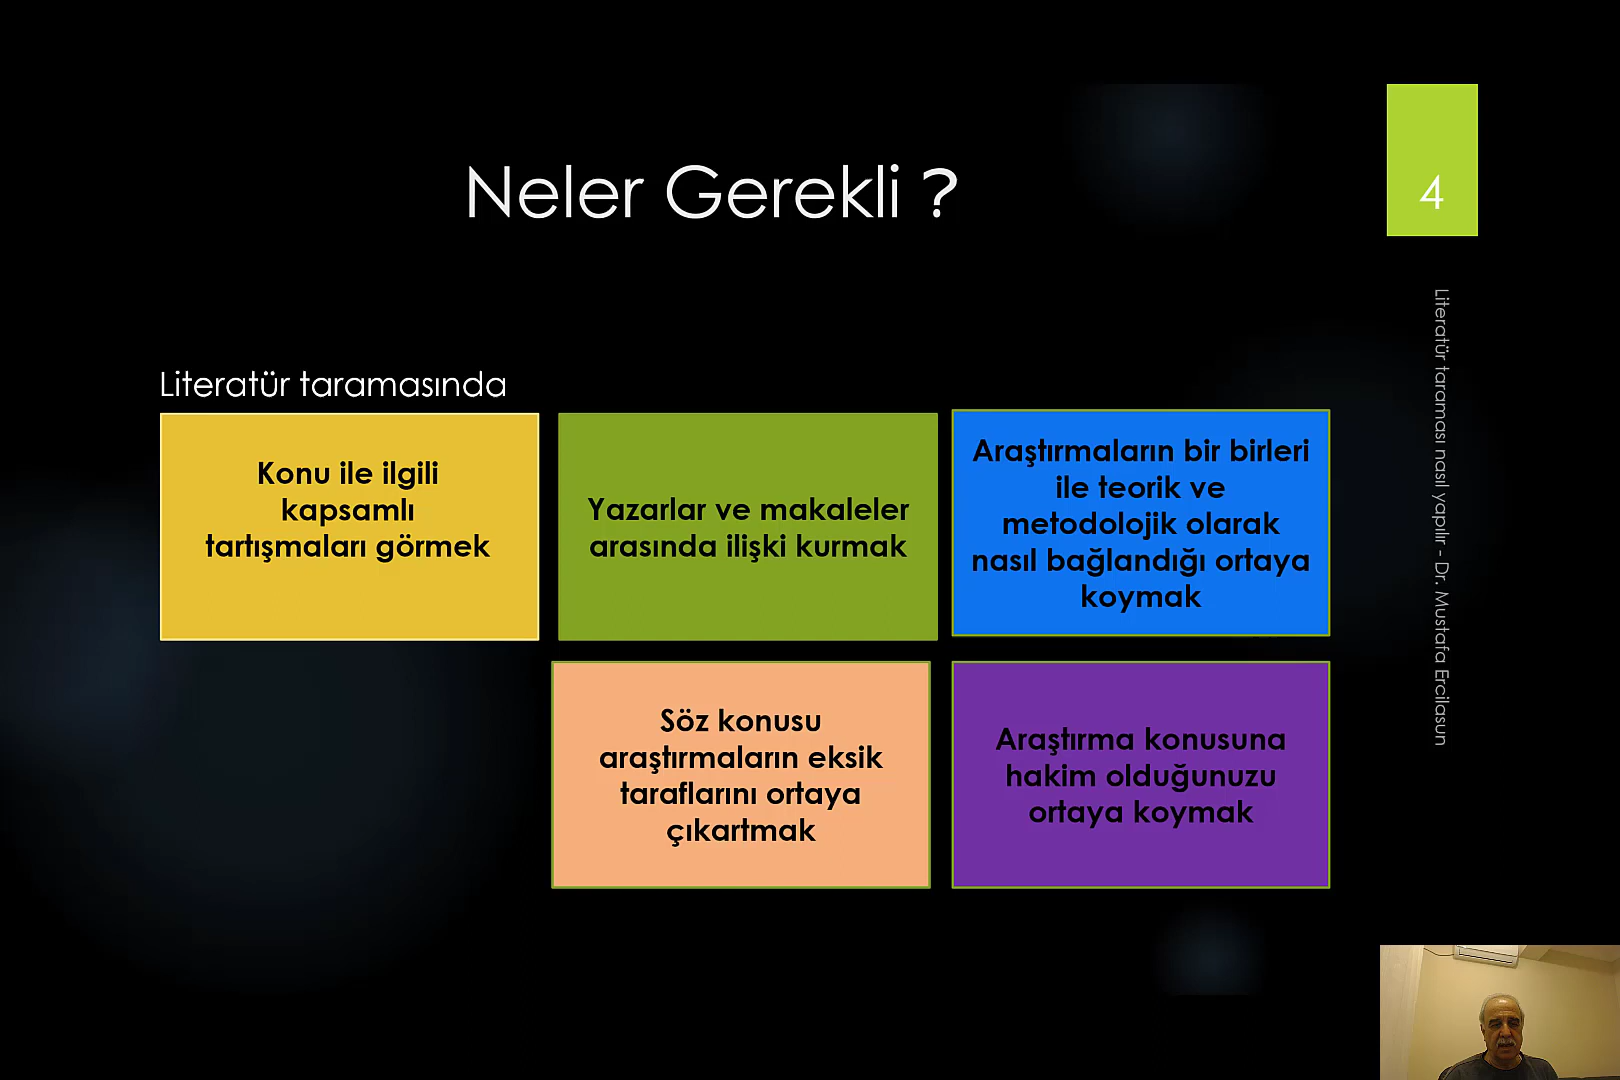 Neler Gerekli ?
4
Literatür taramasında
Konu ile ilgili
kapsamlı
tartışmaları görmek
Yazarlar ve makaleler
arasında ilişki kurmak
Araştırmaların bir birleri
ile teorik ve
metodolojik olarak
nasıl bağlandığı ortaya
koymak
Söz konusu
araştırmaların eksik
taraflarını ortaya
çıkartmak
Araştırma konusuna
hakim olduğunuzu
ortaya koymak
Literatür taraması nasıl yapılır - Dr. Mustafa Ercilasun